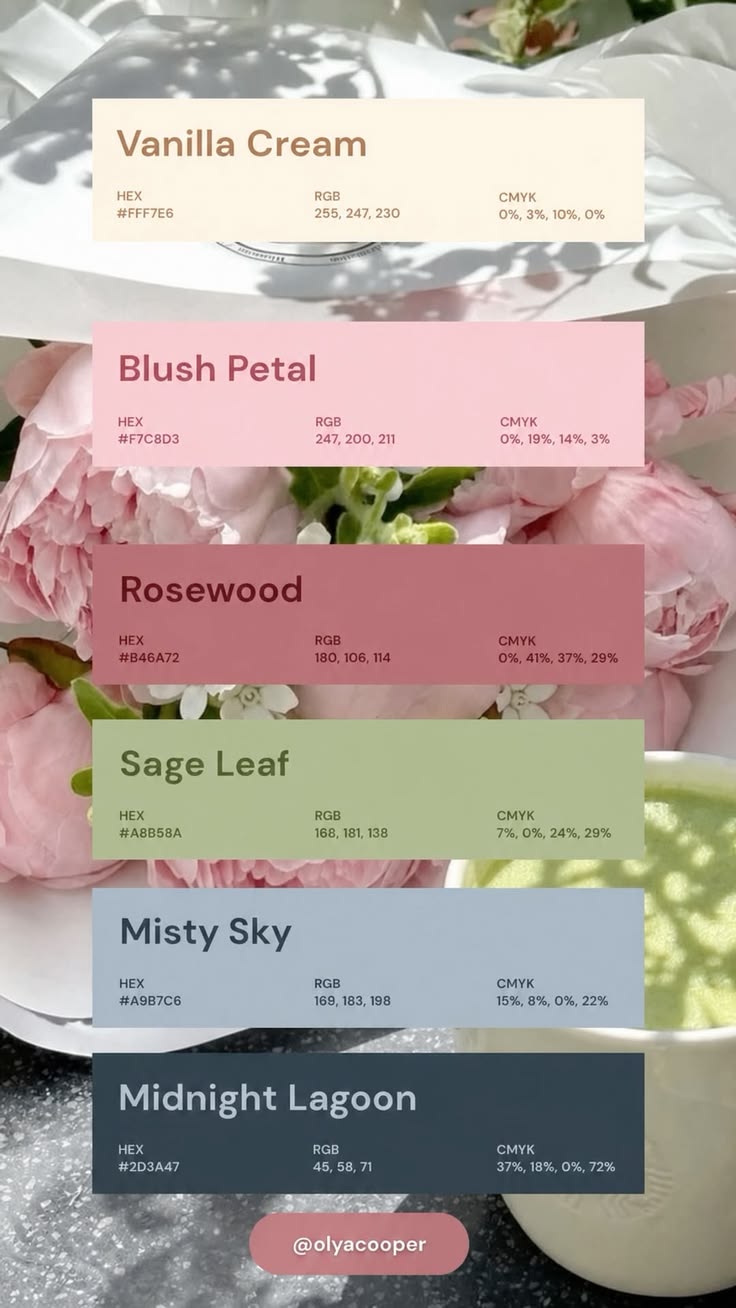 Vanilla Cream
HEX RGB CMYK
#FFF7E6 255, 247, 230 0%, 3%, 10%, 0%
Blush Petal
HEX RGB CMYK
#F7C8D3 247, 200, 211 0%, 19%, 14%, 3%
Rosewood
HEX RGB CMYK
#B46A72 180, 106, 114 0%, 41%, 37%, 29%
Sage Leaf
HEX RGB CMYK
#A8B58A 168, 181, 138 7%, 0%, 24%, 29%
Misty Sky
HEX RGB CMYK
#A9B7C6 169, 183, 198 15%, 8%, 0%, 22%
Midnight Lagoon
HEX RGB CMYK
#2D3A47 45, 58, 71 37%, 18%, 0%, 72%
@olyacooper